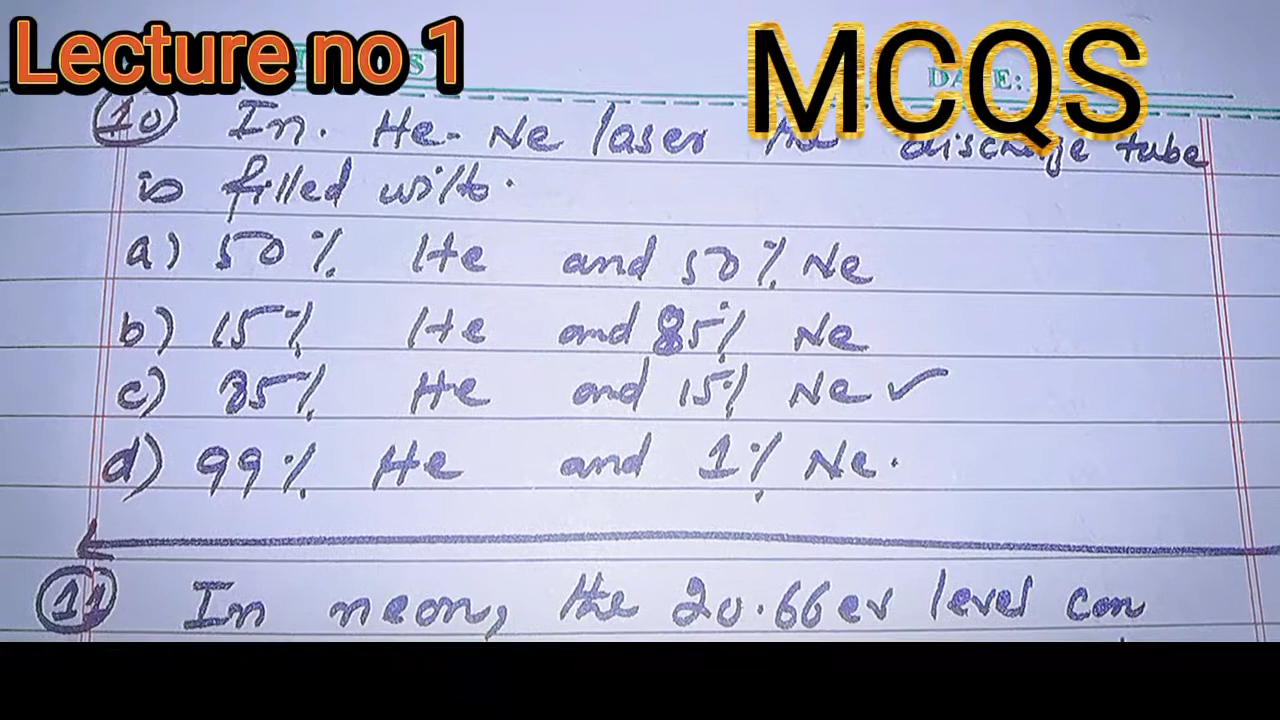 Lecture no 1
MCQS
DATE:
10 In. He-Ne laser the discharge tube
is filled with.
a) 50% He and 50% Ne
b) 15% He and 85% Ne
c) 85% He and 15% Ne ✓
d) 99% He and 1% Ne.
11 In neon, the 20.66ev level can